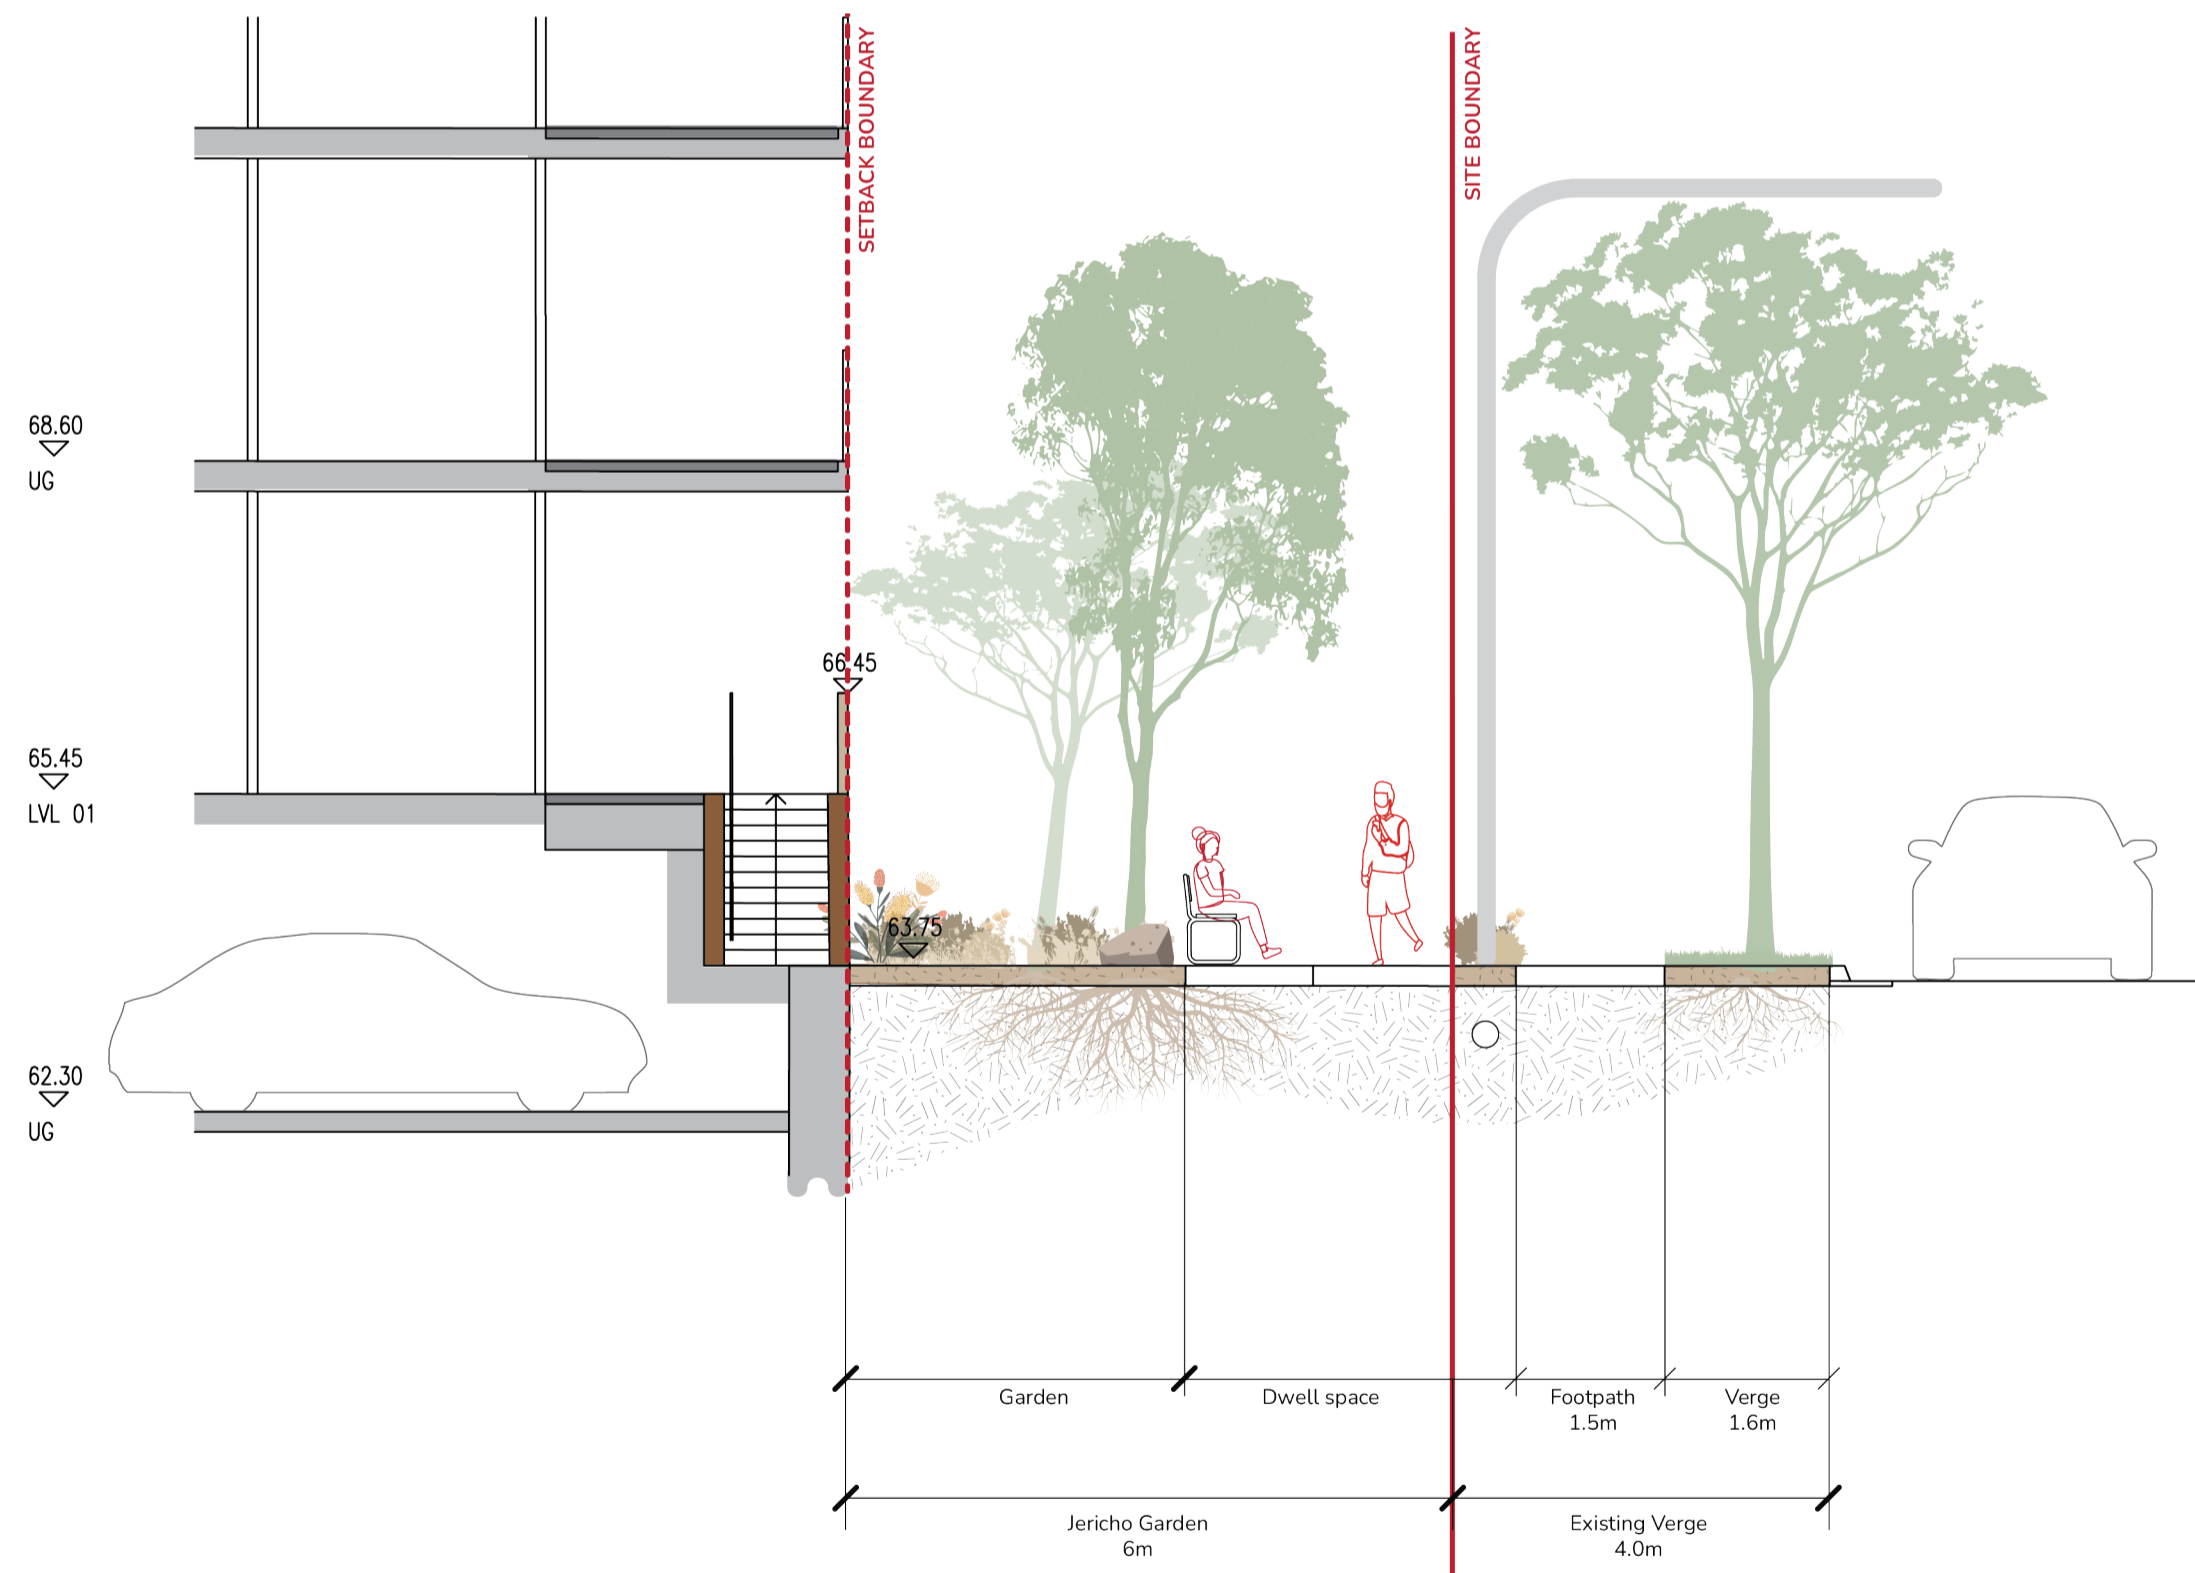 SETBACK BOUNDARY
SITE BOUNDARY
68.60
UG
66.45
65.45
LVL 01
63.75
62.30
UG
Garden
Dwell space
Footpath
1.5m
Verge
1.6m
Jericho Garden
6m
Existing Verge
4.0m